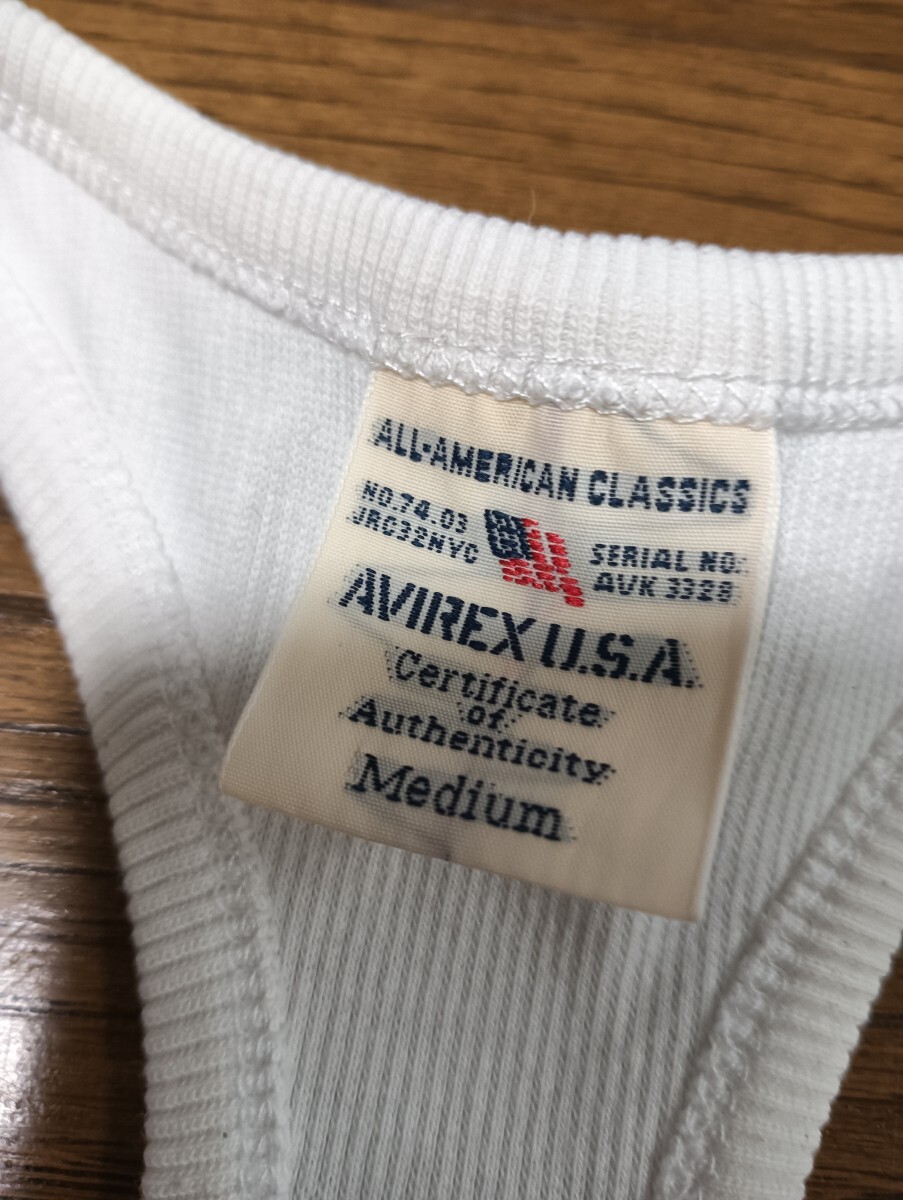 ALL-AMERICAN CLASSICS
NO.74.03
JRC32NYC
SERIAL NO:
AVK 3328
AVIREX U.S.A.
Certificate
of
Authenticity
Medium